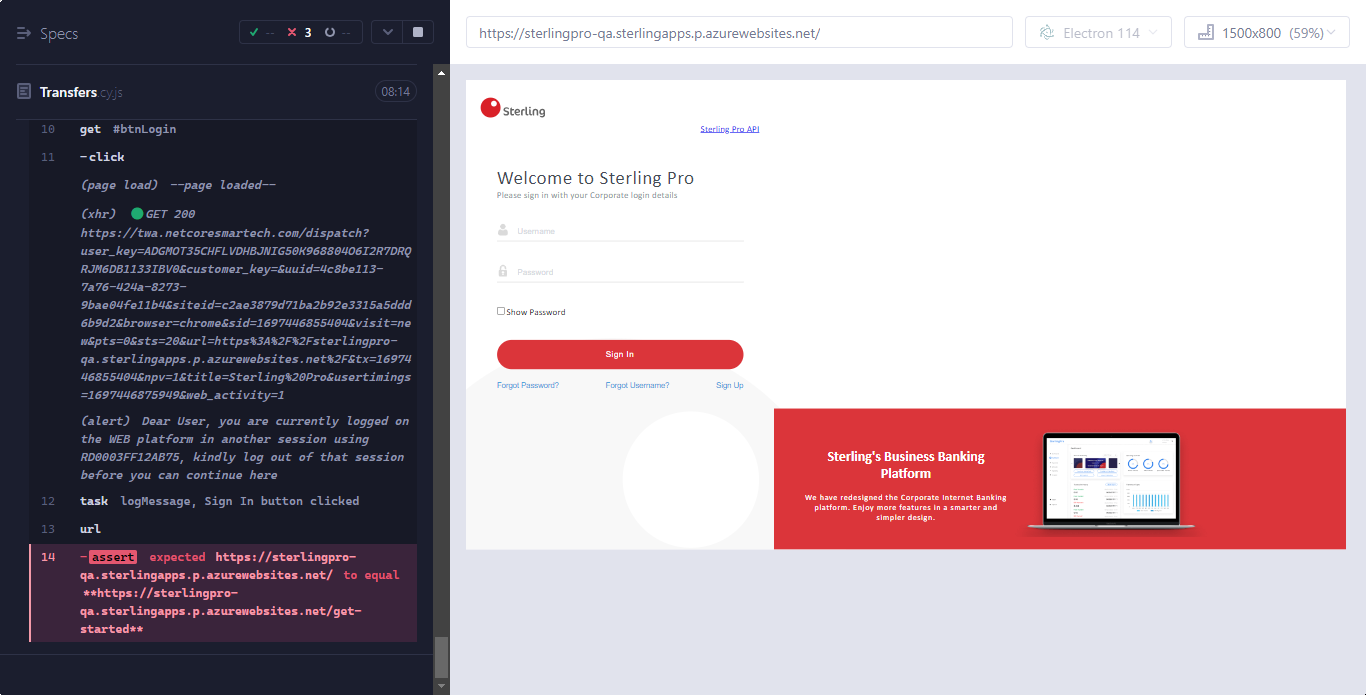 Specs
-- 3 --
Transfers.cy.js
08:14
10 get #btnLogin
11 -click
(page load) --page loaded--
(xhr) GET 200
https://twa.netcoresmartech.com/dispatch?
user_key=ADGMOT35CHFLVDHBJNIG50K968804O6I2R7DRQ
RJM6DB1133IBV0&customer_key=&uuid=4c8be113-
7a76-424a-8273-
9bae04fe11b4&siteid=c2ae3879d71ba2b92e3315a5ddd
6b9d2&browser=chrome&sid=1697446855404&visit=ne
w&pts=0&sts=20&url=https%3A%2F%2Fsterlingpro-
qa.sterlingapps.p.azurewebsites.net%2F&tx=16974
46855404&npv=1&title=Sterling%20Pro&usertimings
=1697446875949&web_activity=1
(alert) Dear User, you are currently logged on
the WEB platform in another session using
RD0003FF12AB75, kindly log out of that session
before you can continue here
12 task logMessage, Sign In button clicked
13 url
14 -assert expected https://sterlingpro-
qa.sterlingapps.p.azurewebsites.net/ to equal
**https://sterlingpro-
qa.sterlingapps.p.azurewebsites.net/get-
started**
https://sterlingpro-qa.sterlingapps.p.azurewebsites.net/
Electron 114
1500x800 (59%)
Sterling
Sterling Pro API
Welcome to Sterling Pro
Please sign in with your Corporate login details
Username
Password
Show Password
Sign In
Forgot Password? Forgot Username? Sign Up
Sterling's Business Banking
Platform
We have redesigned the Corporate Internet Banking
platform. Enjoy more features in a smarter and
simpler design.